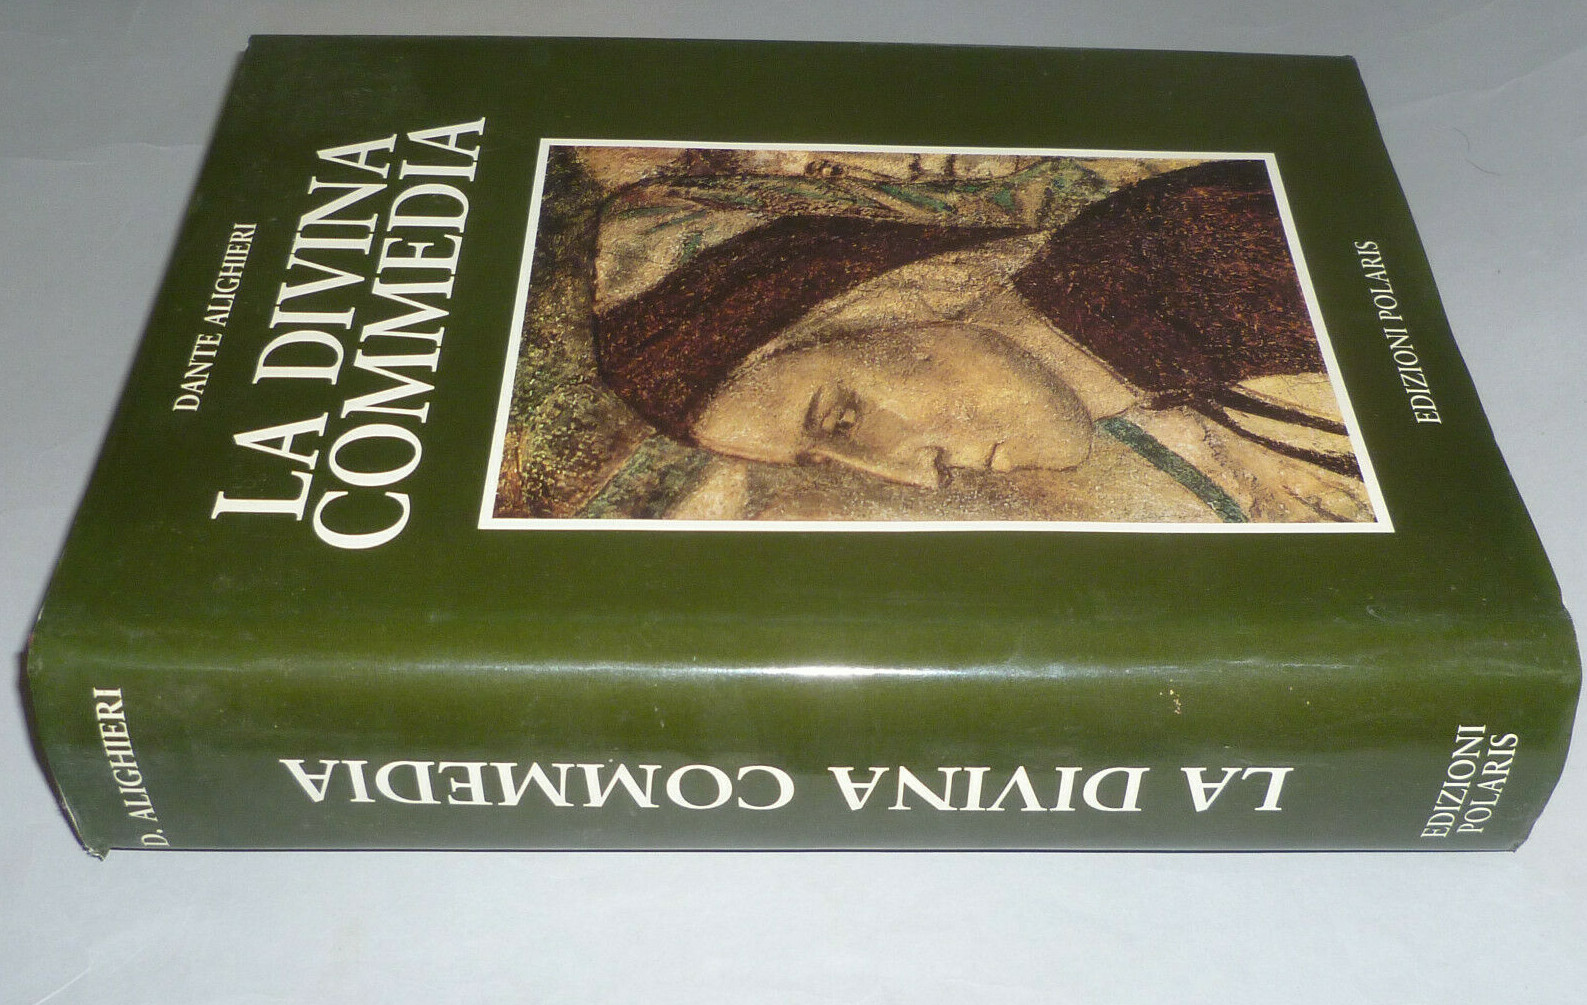 DANTE ALIGHIERI
LA DIVINA
COMMEDIA
EDIZIONI POLARIS
D. ALIGHIERI
LA DIVINA COMMEDIA
EDIZIONI
POLARIS